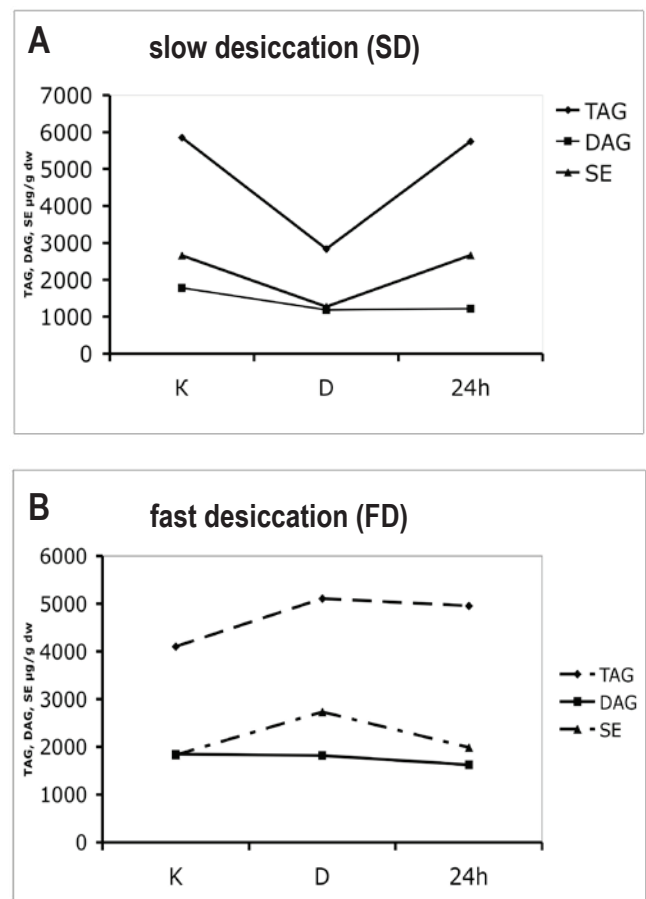 A
slow desiccation (SD)
7000
6000
5000
4000
3000
2000
1000
0
TAG, DAG, SE µg/g dw
K
D
24h
TAG
DAG
SE
B
fast desiccation (FD)
6000
5000
4000
3000
2000
1000
0
TAG, DAG, SE µg/g dw
K
D
24h
TAG
DAG
SE